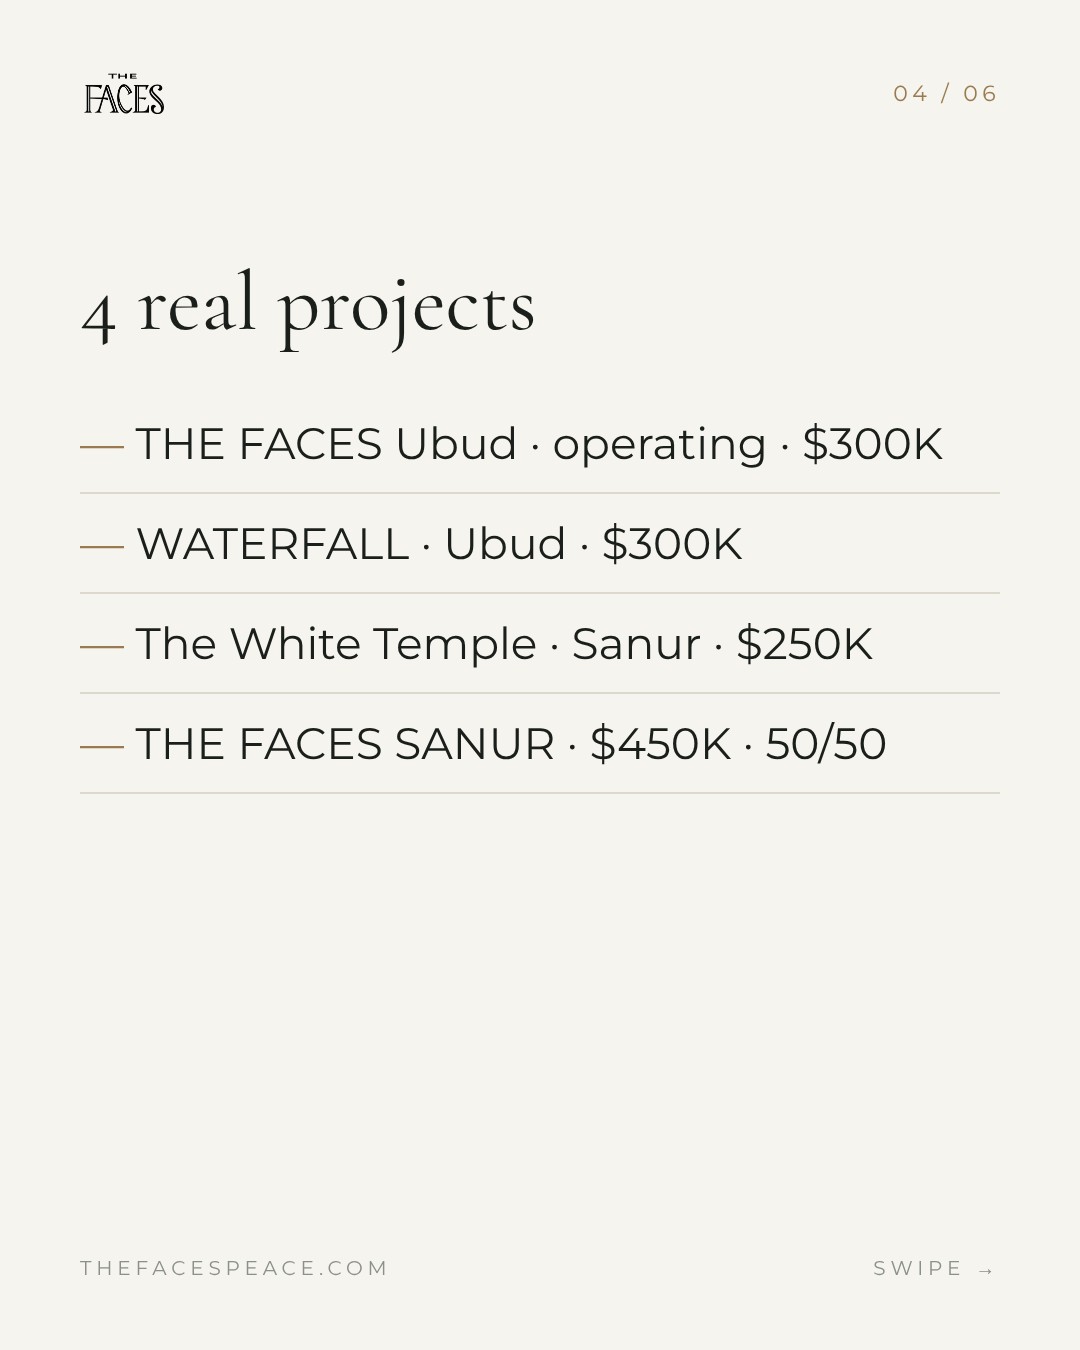 THE
FACES
04 / 06
4 real projects
— THE FACES Ubud · operating · $300K
— WATERFALL · Ubud · $300K
— The White Temple · Sanur · $250K
— THE FACES SANUR · $450K · 50/50
THEFACESPEACE.COM
SWIPE →